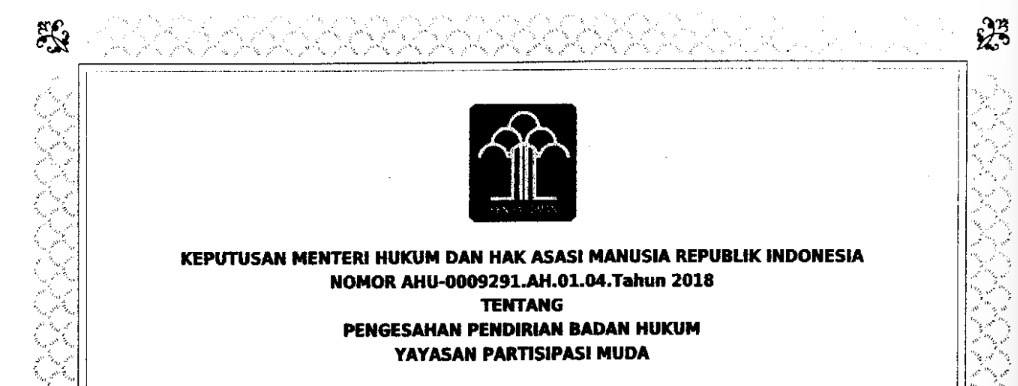 KEPUTUSAN MENTERI HUKUM DAN HAK ASASI MANUSIA REPUBLIK INDONESIA
NOMOR AHU-0009291.AH.01.04.Tahun 2018
TENTANG
PENGESAHAN PENDIRIAN BADAN HUKUM
YAYASAN PARTISIPASI MUDA